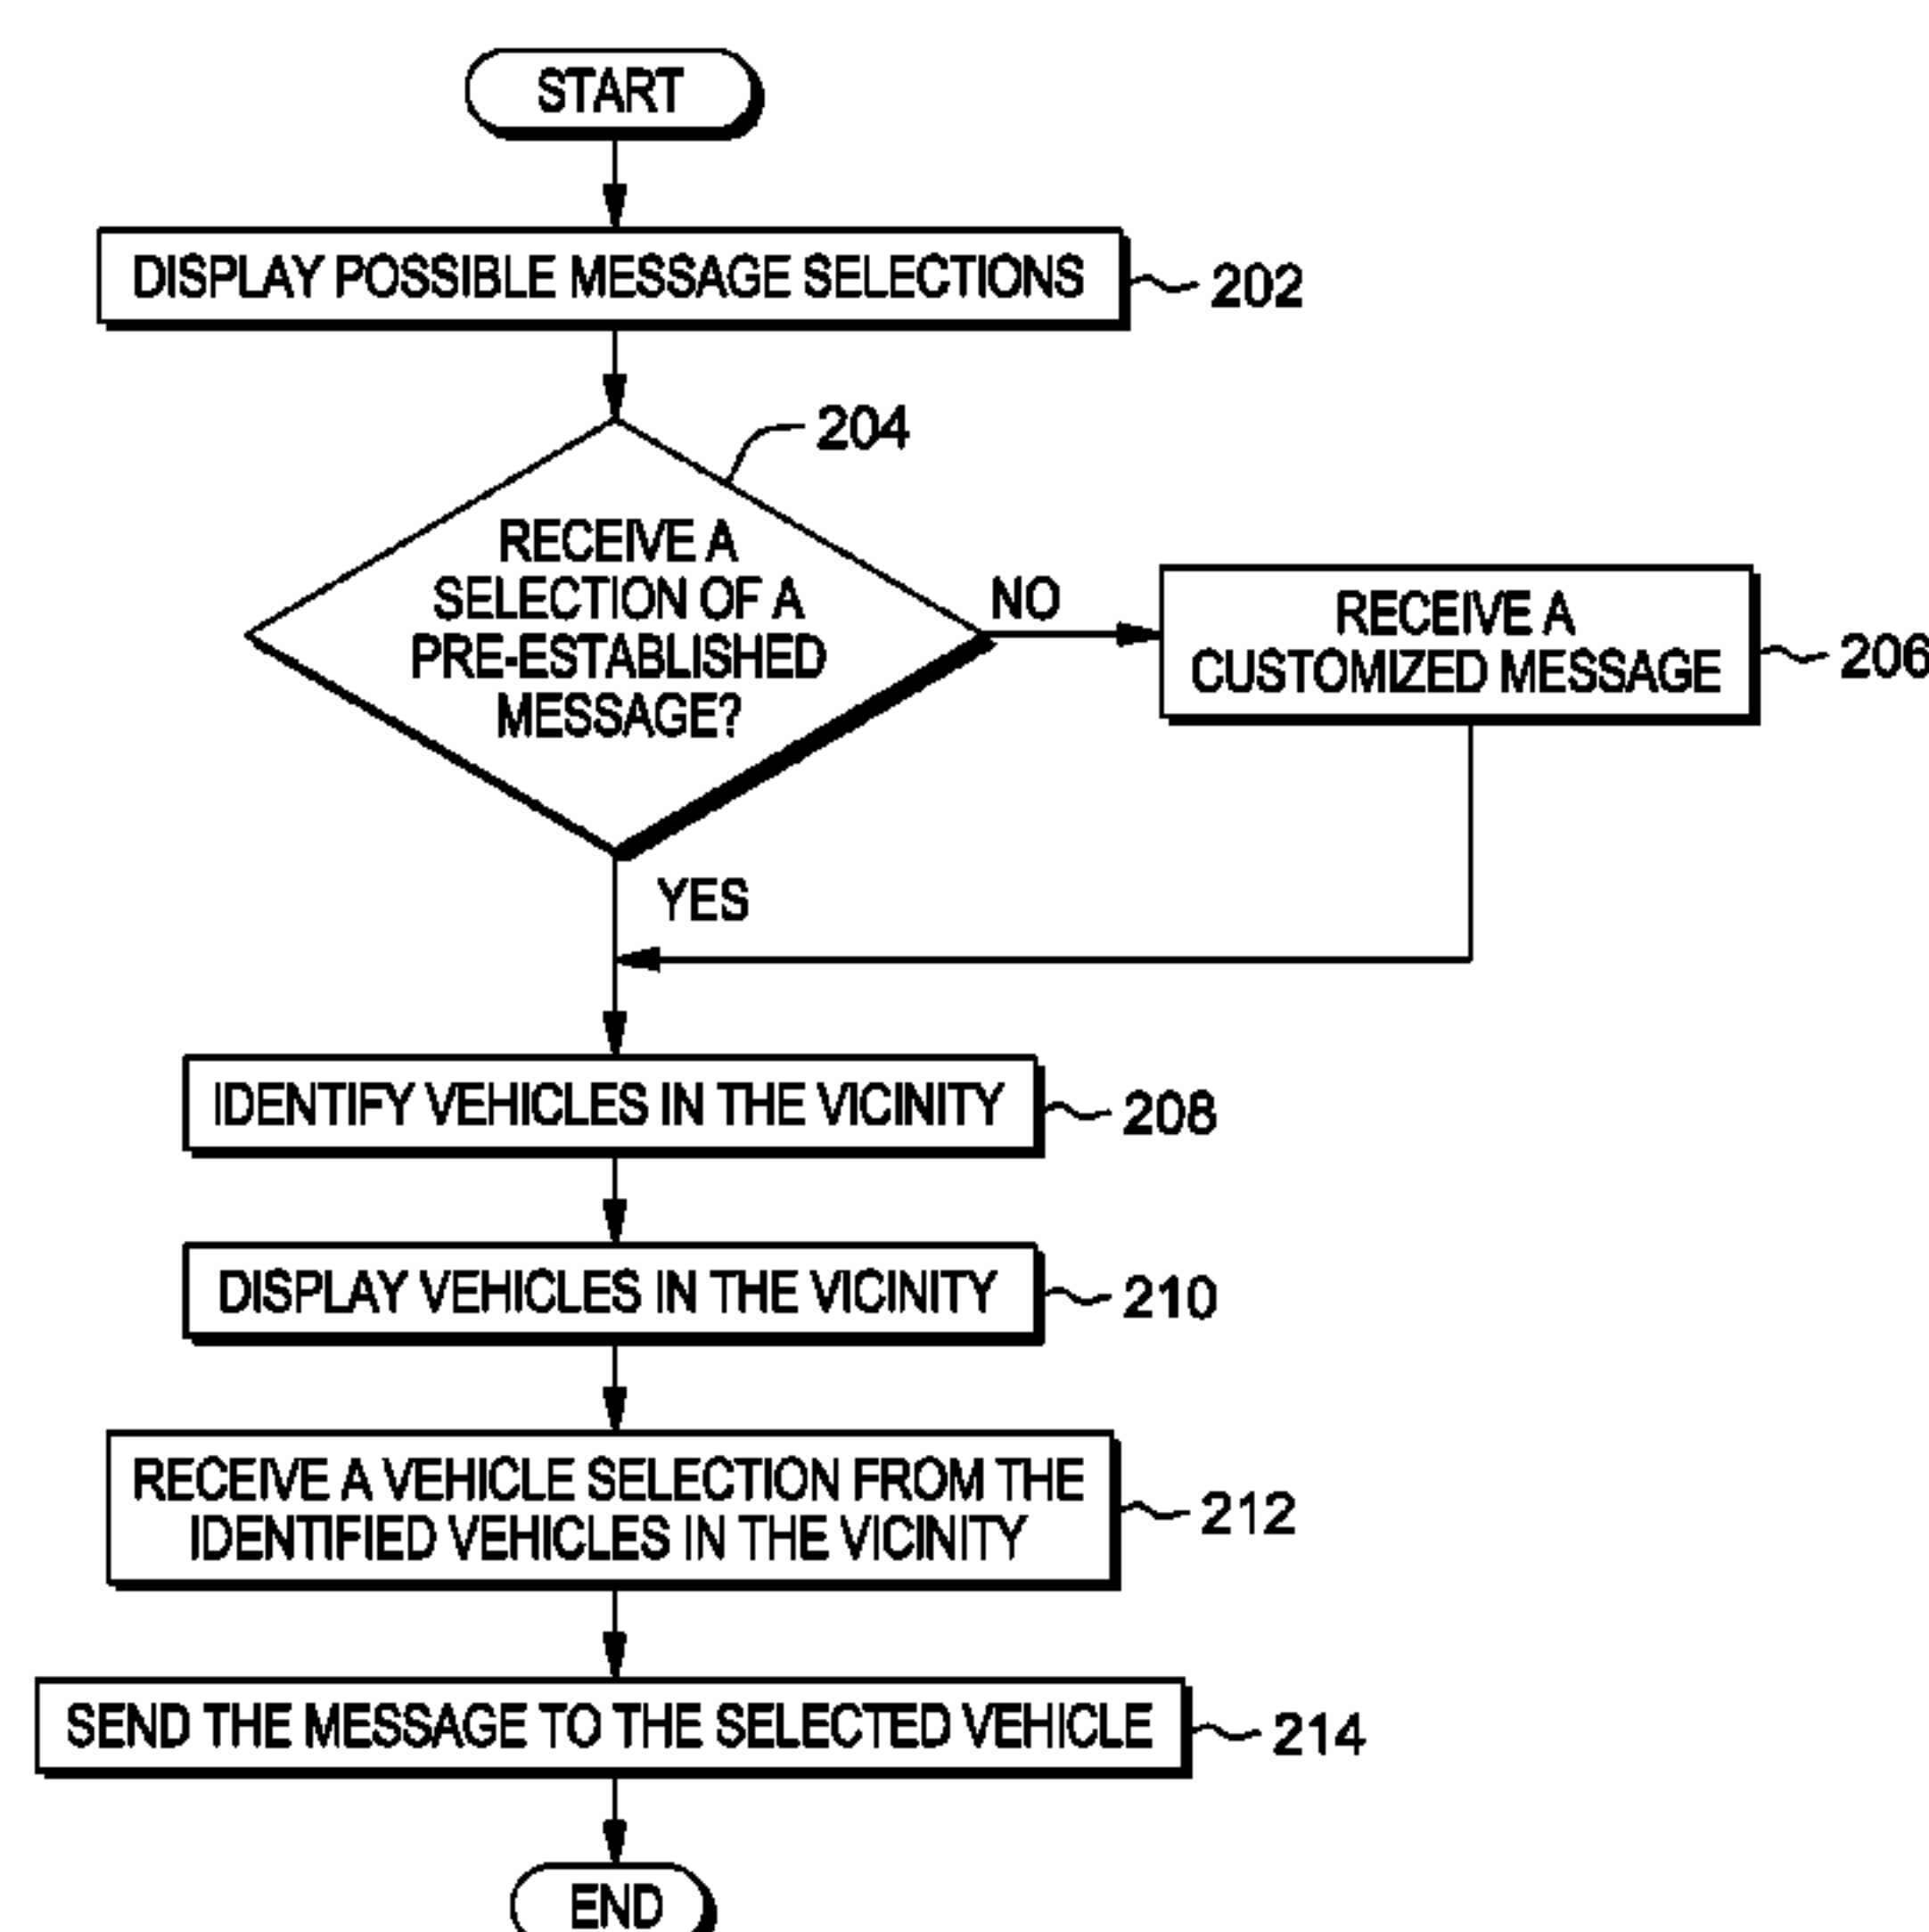 START
DISPLAY POSSIBLE MESSAGE SELECTIONS
202
204
RECEIVE A
SELECTION OF A
PRE-ESTABLISHED
MESSAGE?
NO
RECEIVE A
CUSTOMIZED MESSAGE
206
YES
IDENTIFY VEHICLES IN THE VICINITY
208
DISPLAY VEHICLES IN THE VICINITY
210
RECEIVE A VEHICLE SELECTION FROM THE
IDENTIFIED VEHICLES IN THE VICINITY
212
SEND THE MESSAGE TO THE SELECTED VEHICLE
214
END